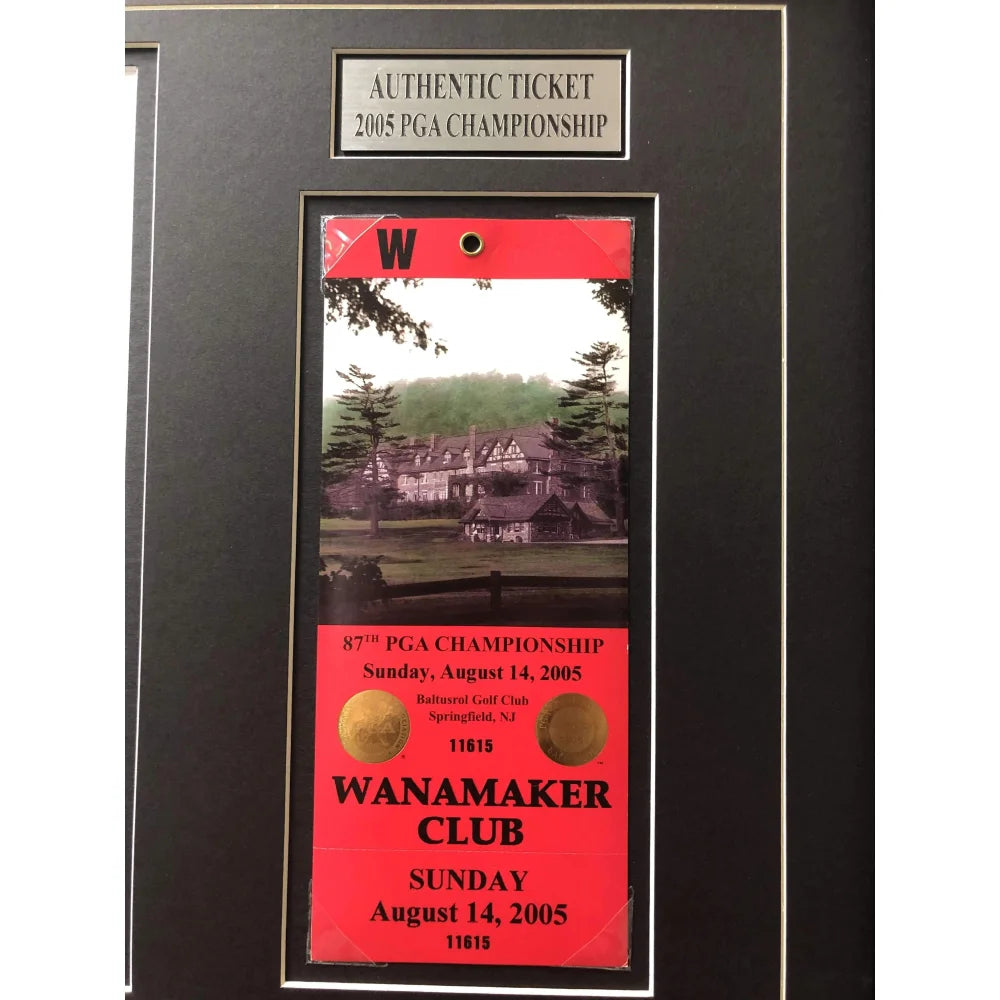 AUTHENTIC TICKET
2005 PGA CHAMPIONSHIP
W
87TH PGA CHAMPIONSHIP
Sunday, August 14, 2005
Baltusrol Golf Club
Springfield, NJ
11615
WANAMAKER
CLUB
SUNDAY
August 14, 2005
11615